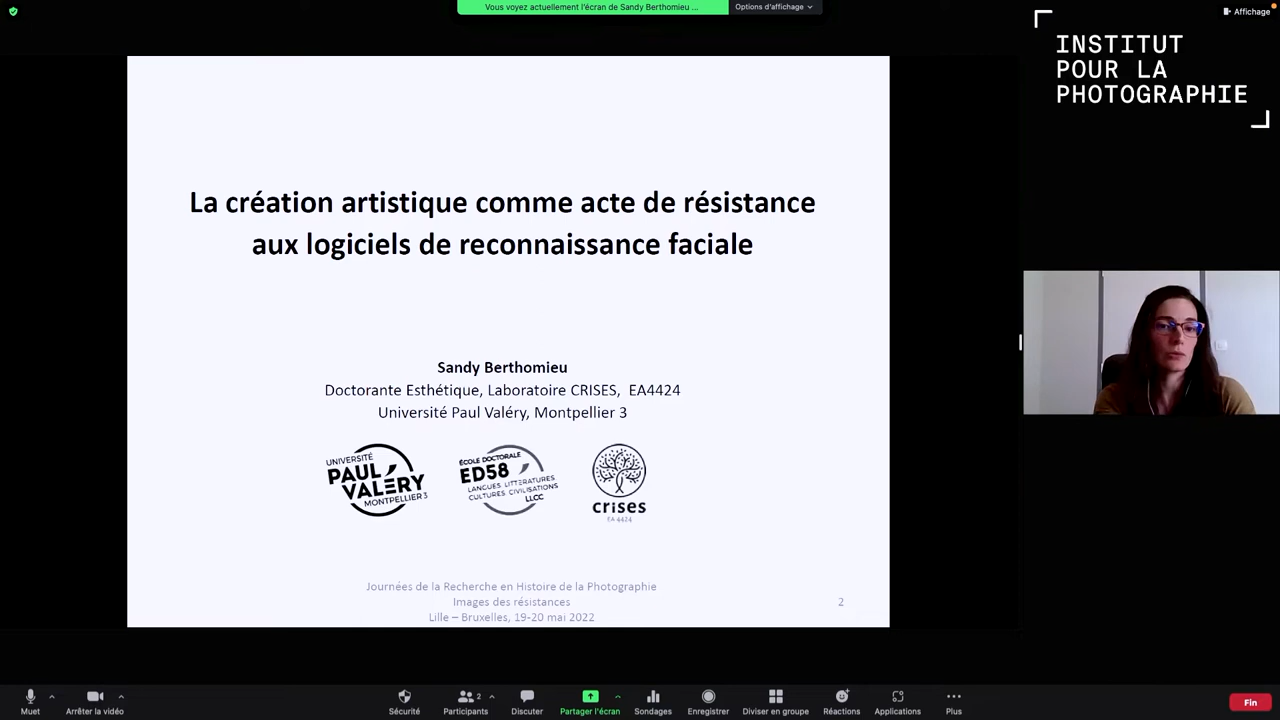 Vous voyez actuellement l'écran de Sandy Berthomieu ...
Options d'affichage
Affichage
INSTITUT
POUR LA
PHOTOGRAPHIE
La création artistique comme acte de résistance
aux logiciels de reconnaissance faciale
Sandy Berthomieu
Doctorante Esthétique, Laboratoire CRISES, EA4424
Université Paul Valéry, Montpellier 3
UNIVERSITÉ
PAUL
VALÉRY
MONTPELLIER 3
ÉCOLE DOCTORALE
ED58
LANGUES LITTÉRATURES
CULTURES CIVILISATIONS
LLCC
crises
EA 4424
Journées de la Recherche en Histoire de la Photographie
Images des résistances
Lille – Bruxelles, 19-20 mai 2022
2
Muet
Arrêter la vidéo
Sécurité
2
Participants
Discuter
Partager l'écran
Sondages
Enregistrer
Diviser en groupe
Réactions
Applications
Plus
Fin